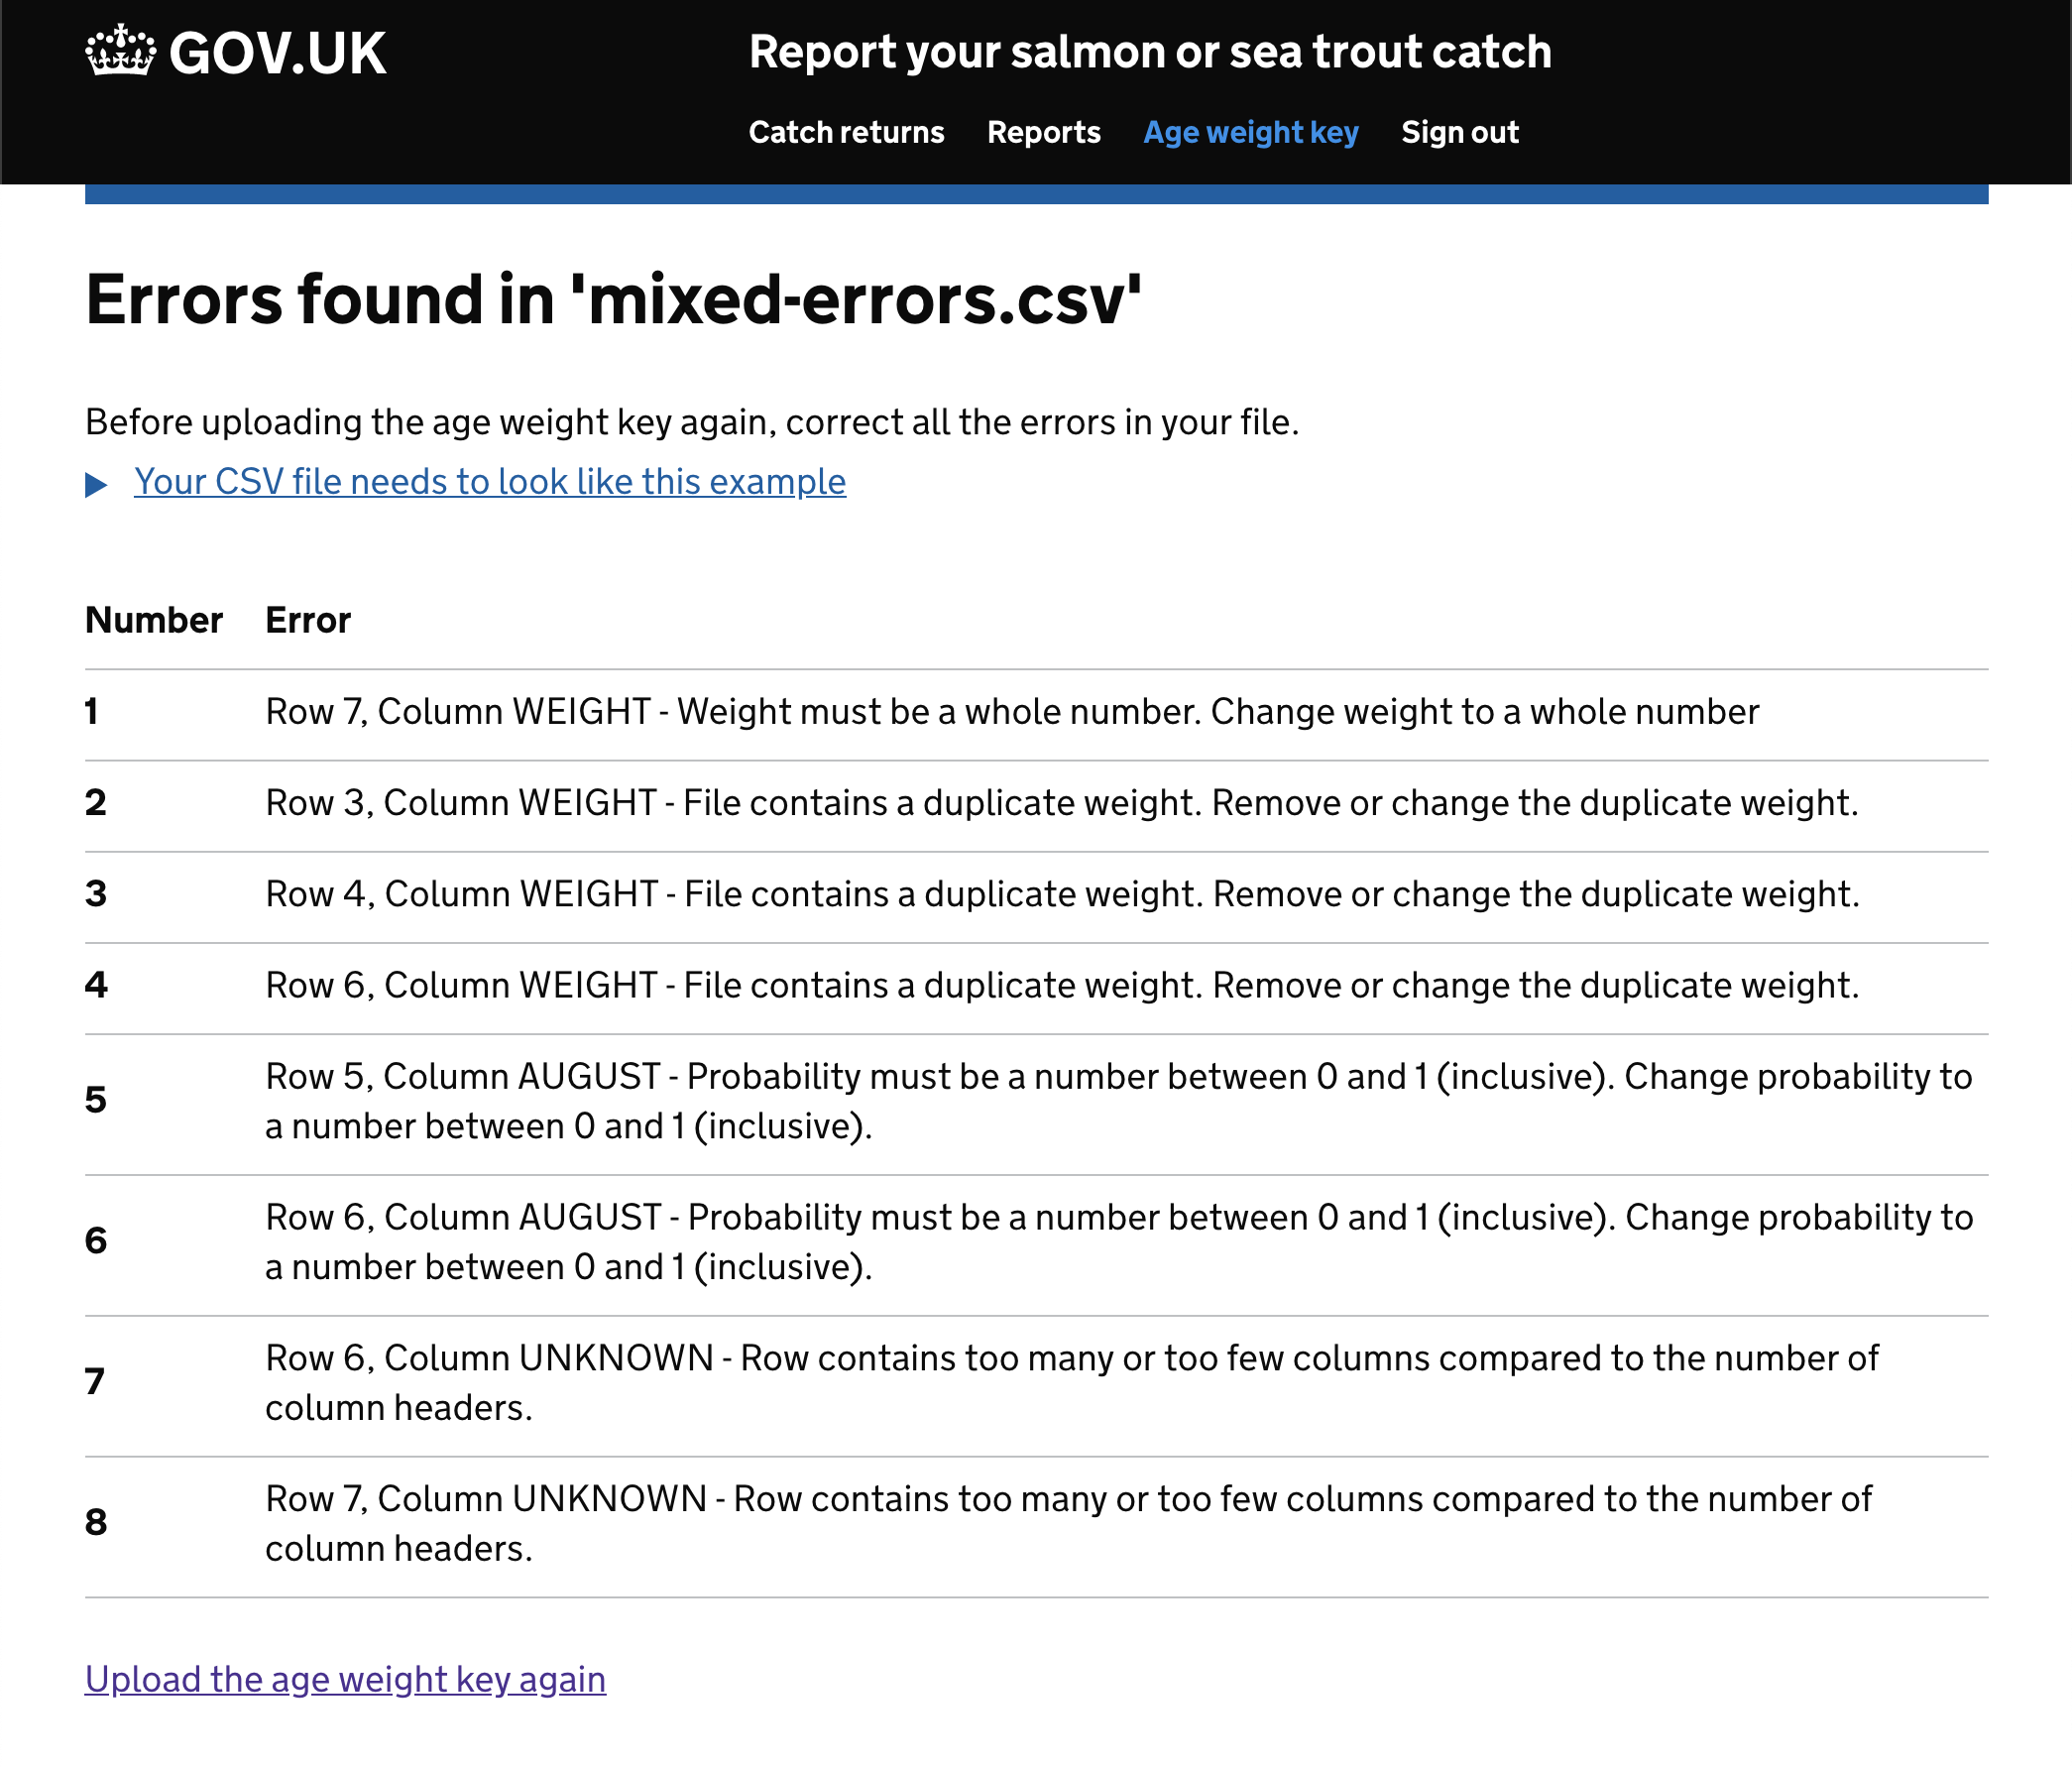 GOV.UK
Report your salmon or sea trout catch
Catch returns Reports Age weight key Sign out
Errors found in 'mixed-errors.csv'
Before uploading the age weight key again, correct all the errors in your file.
Your CSV file needs to look like this example
Number Error
1 Row 7, Column WEIGHT - Weight must be a whole number. Change weight to a whole number
2 Row 3, Column WEIGHT - File contains a duplicate weight. Remove or change the duplicate weight.
3 Row 4, Column WEIGHT - File contains a duplicate weight. Remove or change the duplicate weight.
4 Row 6, Column WEIGHT - File contains a duplicate weight. Remove or change the duplicate weight.
5 Row 5, Column AUGUST - Probability must be a number between 0 and 1 (inclusive). Change probability to
a number between 0 and 1 (inclusive).
6 Row 6, Column AUGUST - Probability must be a number between 0 and 1 (inclusive). Change probability to
a number between 0 and 1 (inclusive).
7 Row 6, Column UNKNOWN - Row contains too many or too few columns compared to the number of
column headers.
8 Row 7, Column UNKNOWN - Row contains too many or too few columns compared to the number of
column headers.
Upload the age weight key again